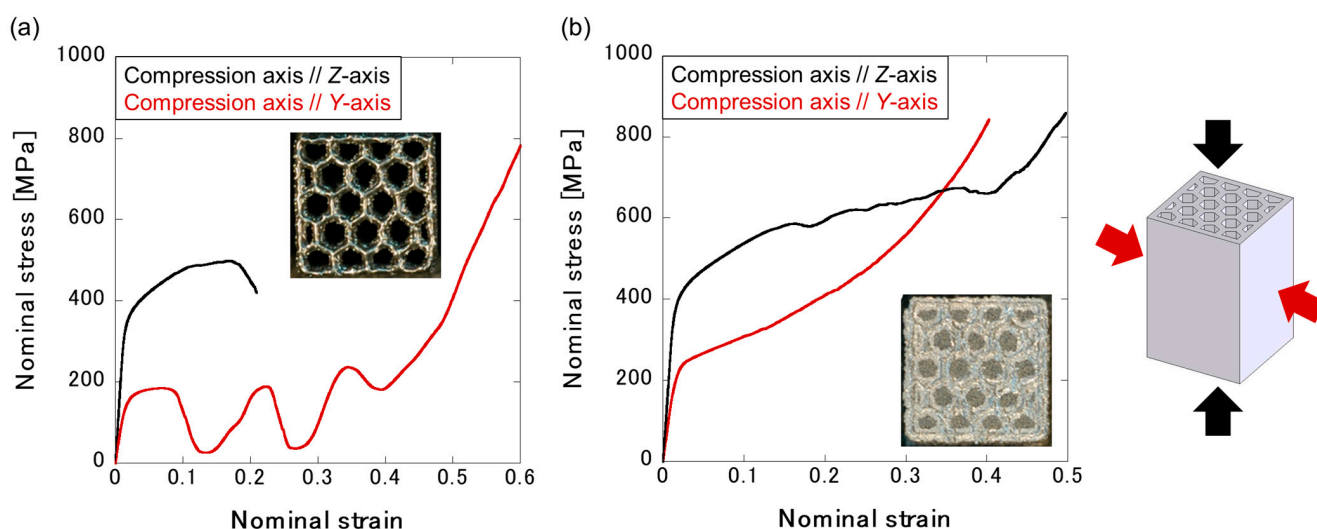 (a)
1000
800
600
400
200
0
Nominal stress [MPa]
Compression axis // Z-axis
Compression axis // Y-axis
0 0.1 0.2 0.3 0.4 0.5 0.6
Nominal strain
(b)
1000
800
600
400
200
0
Nominal stress [MPa]
Compression axis // Z-axis
Compression axis // Y-axis
0 0.1 0.2 0.3 0.4 0.5
Nominal strain